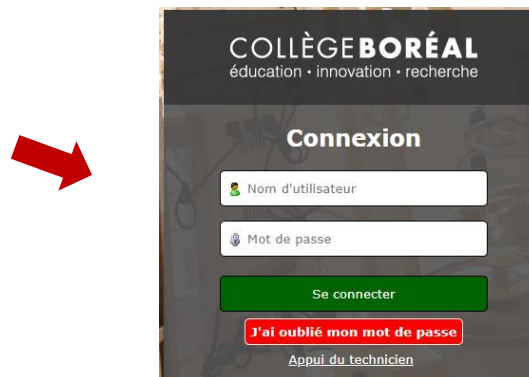 COLLÈGEBORÉAL
éducation • innovation • recherche
Connexion
Nom d'utilisateur
Mot de passe
Se connecter
J'ai oublié mon mot de passe
Appui du technicien